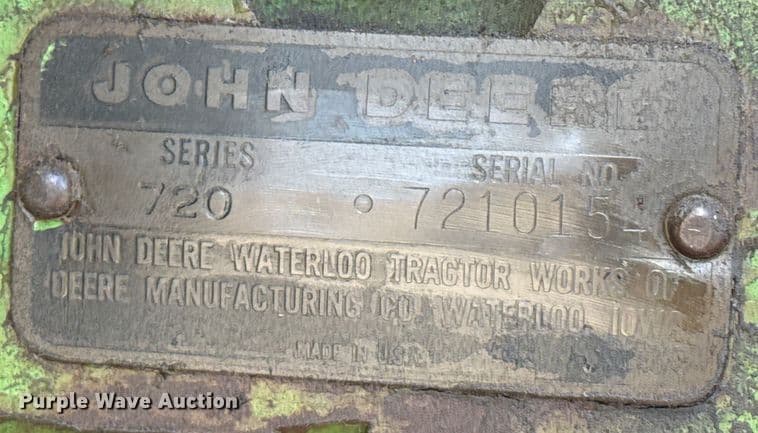 JOHN DEERE
SERIES SERIAL NO.
720 • 7210154
JOHN DEERE WATERLOO TRACTOR WORKS OF
DEERE MANUFACTURING CO. WATERLOO, IOWA
MADE IN U.S.A.
Purple Wave Auction